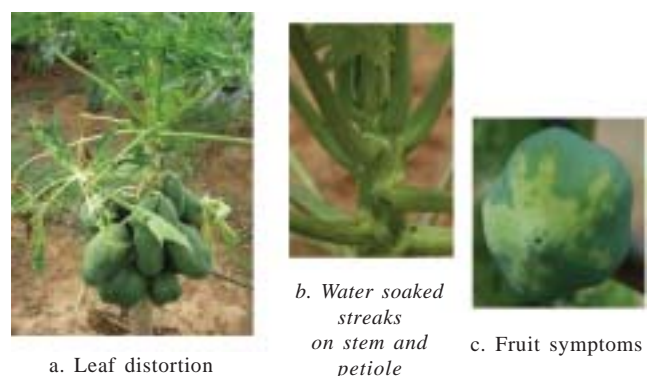 a. Leaf distortion
b. Water soaked
streaks
on stem and
petiole
c. Fruit symptoms